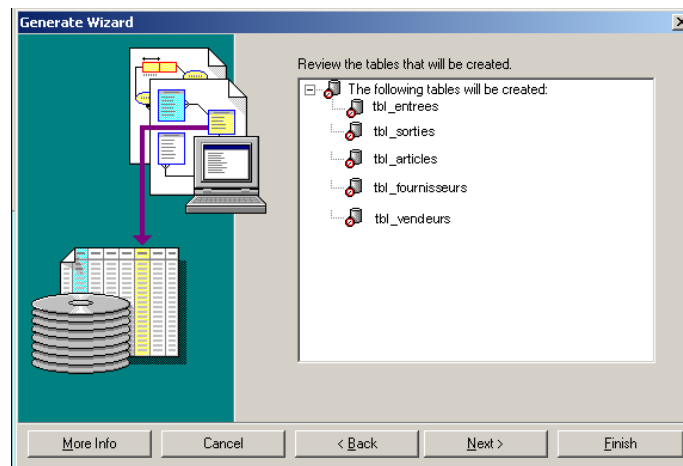 Generate Wizard
Review the tables that will be created.
The following tables will be created:
tbl_entrees
tbl_sorties
tbl_articles
tbl_fournisseurs
tbl_vendeurs
More Info
Cancel
< Back
Next >
Finish